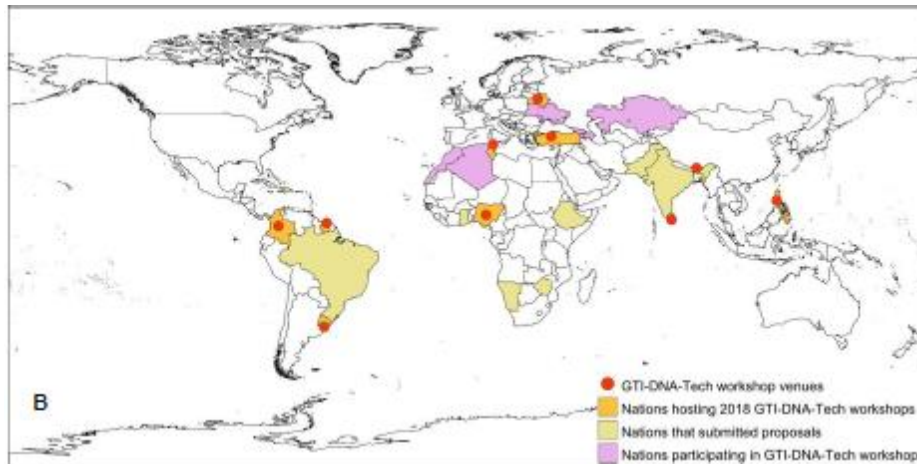 B
GTI-DNA-Tech workshop venues
Nations hosting 2018 GTI-DNA-Tech workshops
Nations that submitted proposals
Nations participating in GTI-DNA-Tech workshop